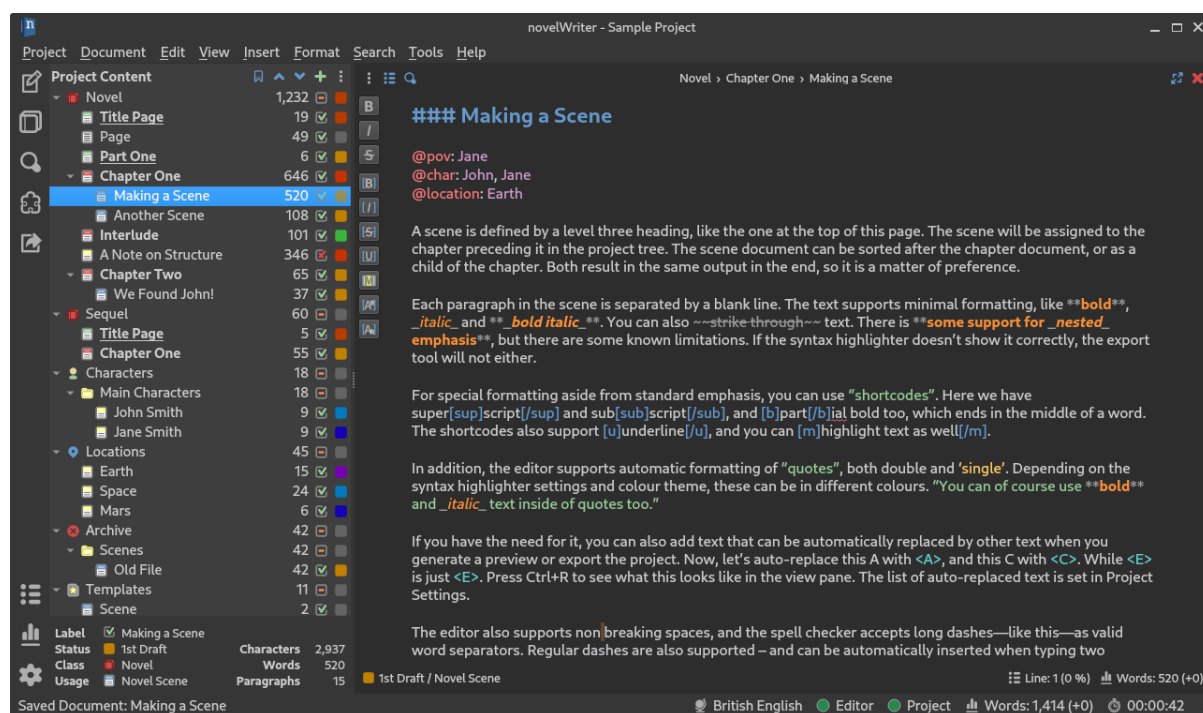 novelWriter - Sample Project
Project Document Edit View Insert Format Search Tools Help
Project Content
Novel 1,232
Title Page 19
Page 49
Part One 6
Chapter One 646
Making a Scene 520
Another Scene 108
Interlude 101
A Note on Structure 346
Chapter Two 65
We Found John! 37
Sequel 60
Title Page 5
Chapter One 55
Characters 18
Main Characters 18
John Smith 9
Jane Smith 9
Locations 45
Earth 15
Space 24
Mars 6
Archive 42
Scenes 42
Old File 42
Templates 11
Scene 2
Label Making a Scene
Status 1st Draft Characters 2,937
Class Novel Words 520
Usage Novel Scene Paragraphs 15
Novel › Chapter One › Making a Scene
B
I
S
[B]
[I]
[S]
[U]
[M]
### Making a Scene
@pov: Jane
@char: John, Jane
@location: Earth
A scene is defined by a level three heading, like the one at the top of this page. The scene will be assigned to the
chapter preceding it in the project tree. The scene document can be sorted after the chapter document, or as a
child of the chapter. Both result in the same output in the end, so it is a matter of preference.
Each paragraph in the scene is separated by a blank line. The text supports minimal formatting, like **bold**,
_italic_ and **_bold italic_**. You can also ~~strike through~~ text. There is **some support for _nested_
emphasis**, but there are some known limitations. If the syntax highlighter doesn’t show it correctly, the export
tool will not either.
For special formatting aside from standard emphasis, you can use “shortcodes”. Here we have
super[sup]script[/sup] and sub[sub]script[/sub], and [b]part[/b]ial bold too, which ends in the middle of a word.
The shortcodes also support [u]underline[/u], and you can [m]highlight text as well[/m].
In addition, the editor supports automatic formatting of “quotes”, both double and ‘single’. Depending on the
syntax highlighter settings and colour theme, these can be in different colours. “You can of course use **bold**
and _italic_ text inside of quotes too.”
If you have the need for it, you can also add text that can be automatically replaced by other text when you
generate a preview or export the project. Now, let’s auto-replace this A with <A>, and this C with <C>. While <E>
is just <E>. Press Ctrl+R to see what this looks like in the view pane. The list of auto-replaced text is set in Project
Settings.
The editor also supports non breaking spaces, and the spell checker accepts long dashes—like this—as valid
word separators. Regular dashes are also supported – and can be automatically inserted when typing two
1st Draft / Novel Scene
Line: 1 (0 %) Words: 520 (+0)
Saved Document: Making a Scene
British English Editor Project Words: 1,414 (+0) 00:00:42